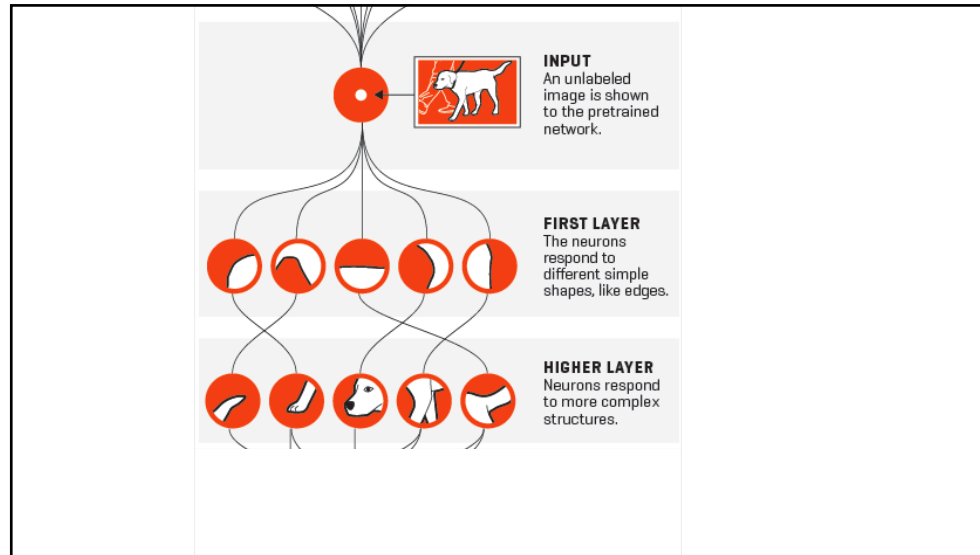 INPUT
An unlabeled
image is shown
to the pretrained
network.
FIRST LAYER
The neurons
respond to
different simple
shapes, like edges.
HIGHER LAYER
Neurons respond
to more complex
structures.